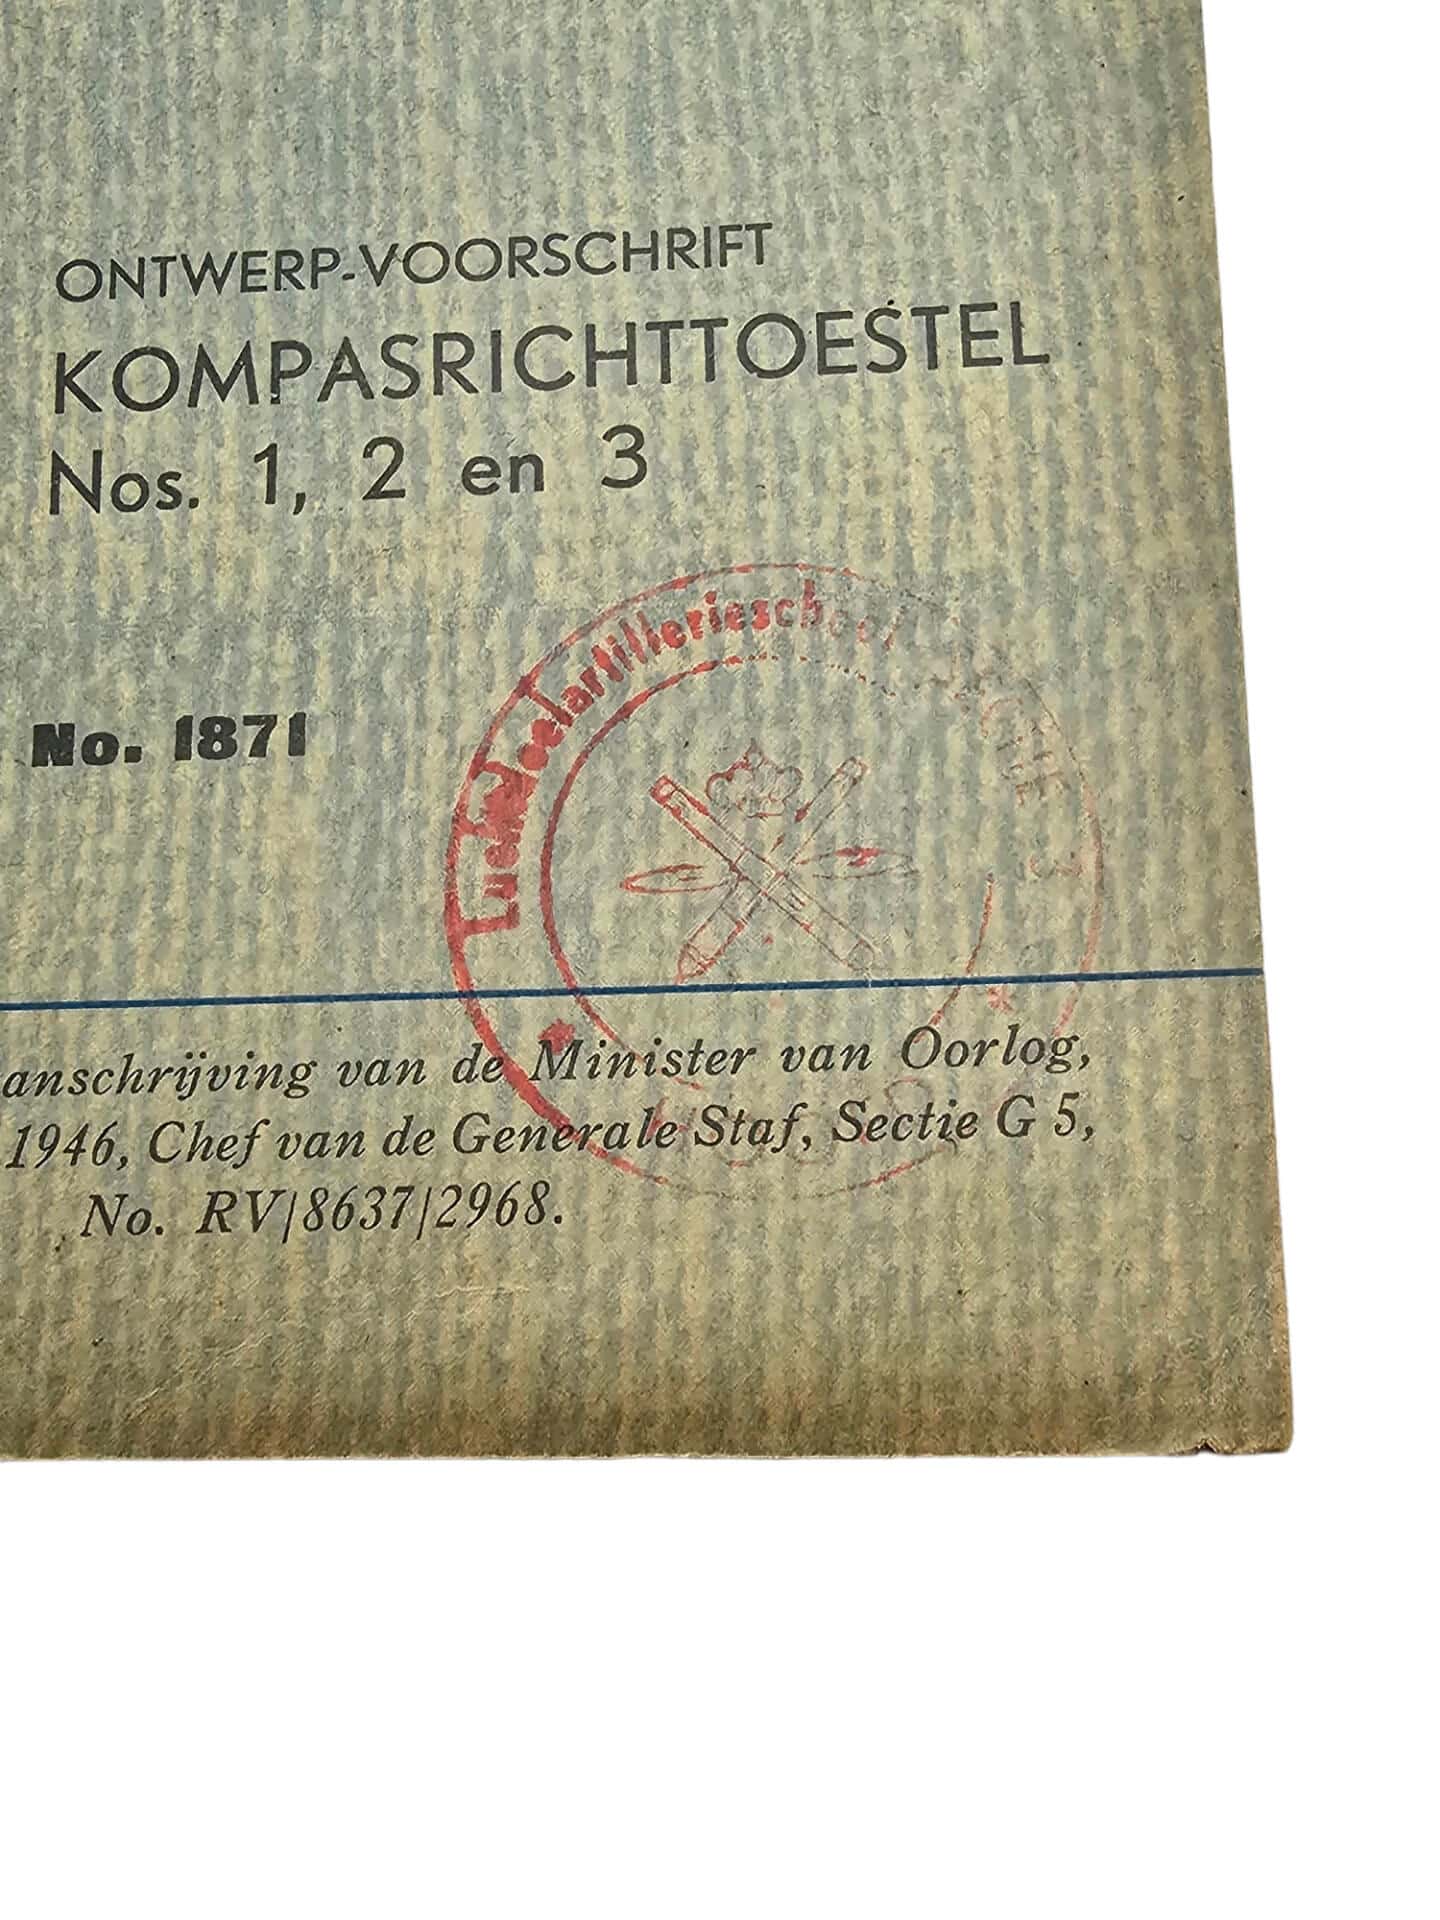 ONTWERP-VOORSCHRIFT
KOMPASRICHTTOESTEL
Nos. 1, 2 en 3
No. 1871
Luchtdoelartillerieschool
anschrijving van de Minister van Oorlog,
1946, Chef van de Generale Staf, Sectie G 5,
No. RV/8637/2968.